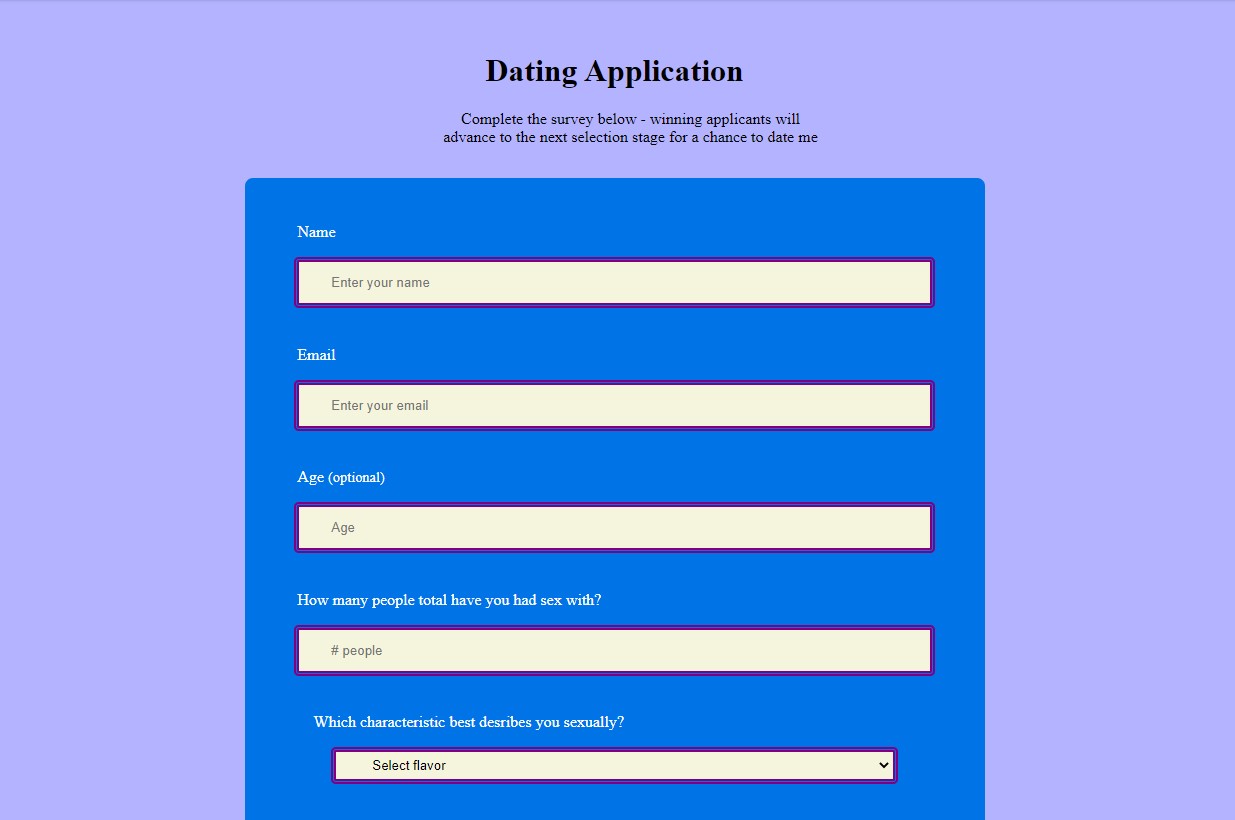 Dating Application
Complete the survey below - winning applicants will
advance to the next selection stage for a chance to date me
Name
Enter your name
Email
Enter your email
Age (optional)
Age
How many people total have you had sex with?
# people
Which characteristic best desribes you sexually?
Select flavor